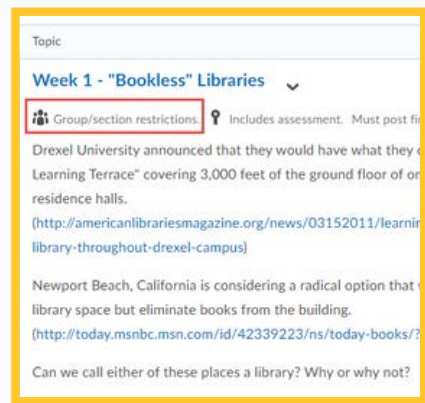 Topic
Week 1 - "Bookless" Libraries
Group/section restrictions. Includes assessment. Must post
Drexel University announced that they would have what they
Learning Terrace" covering 3,000 feet of the ground floor of
residence halls.
(http://americanlibrariesmagazine.org/news/03152011/
library-throughout-drexel-campus)
Newport Beach, California is considering a radical option that
library space but eliminate books from the building.
(http://today.msnbc.msn.com/id/42339223/ns/today-books/?
Can we call either of these places a library? Why or why not?